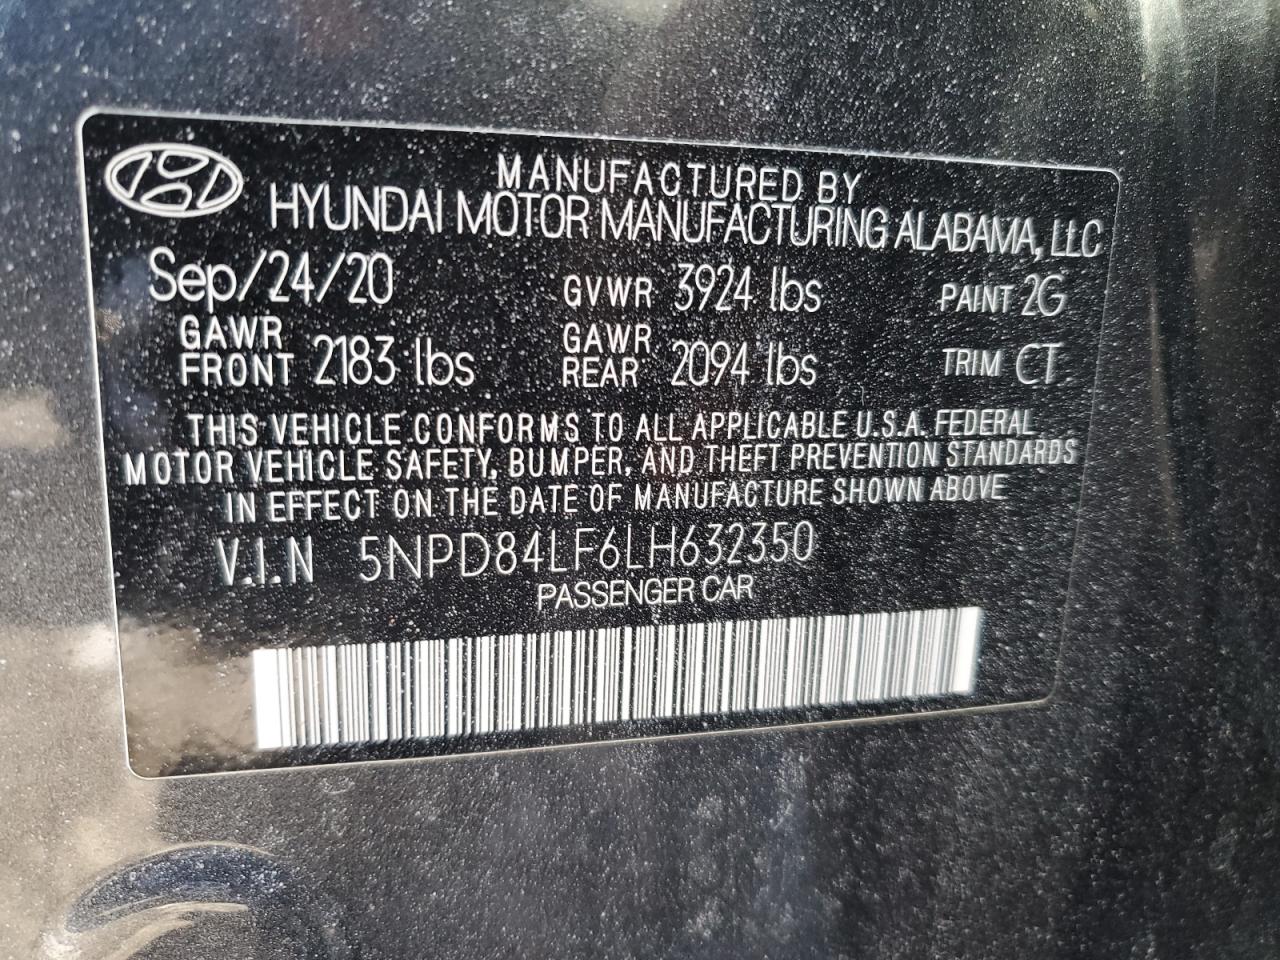 MANUFACTURED BY
HYUNDAI MOTOR MANUFACTURING ALABAMA, LLC
Sep/24/20 GVWR 3924 lbs PAINT 2G
GAWR FRONT 2183 lbs GAWR REAR 2094 lbs TRIM CT
THIS VEHICLE CONFORMS TO ALL APPLICABLE U.S.A. FEDERAL
MOTOR VEHICLE SAFETY, BUMPER, AND THEFT PREVENTION STANDARDS
IN EFFECT ON THE DATE OF MANUFACTURE SHOWN ABOVE
V.I.N 5NPD84LF6LH632350
PASSENGER CAR